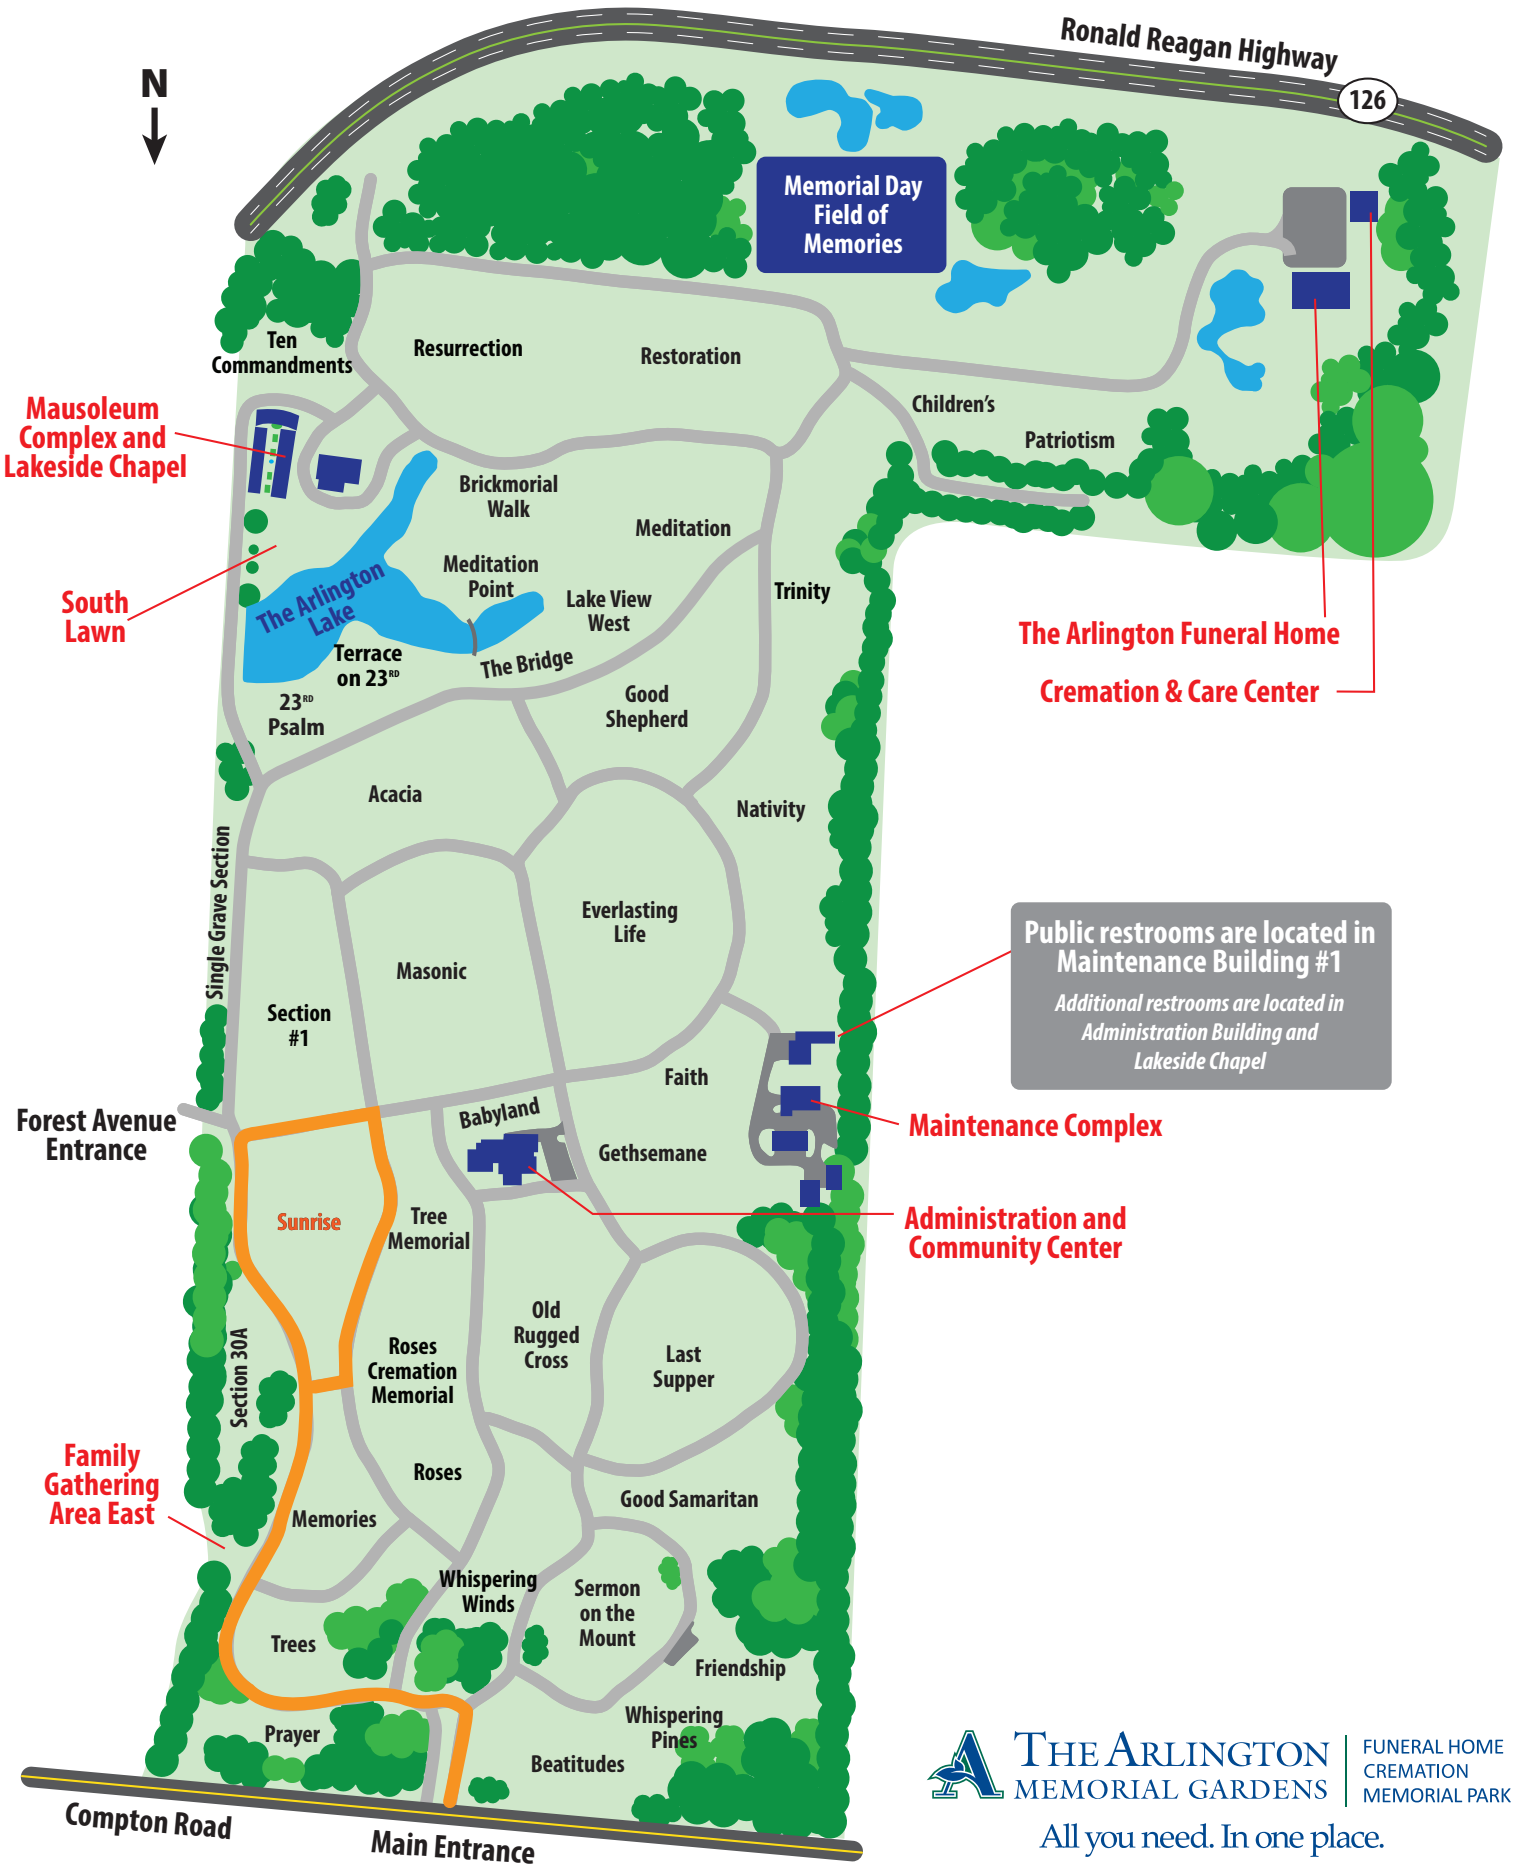 Ronald Reagan Highway
126
N
Memorial Day
Field of
Memories
Ten
Commandments
Resurrection
Restoration
Children's
Patriotism
Mausoleum
Complex and
Lakeside Chapel
Brickmorial
Walk
Meditation
Meditation
Point
Lake View
West
Trinity
South
Lawn
The Arlington
Lake
Terrace
on 23RD
The Bridge
23RD
Psalm
Good
Shepherd
The Arlington Funeral Home
Cremation & Care Center
Acacia
Nativity
Single Grave Section
Everlasting
Life
Masonic
Section
#1
Public restrooms are located in
Maintenance Building #1
Additional restrooms are located in
Administration Building and
Lakeside Chapel
Faith
Babyland
Forest Avenue
Entrance
Gethsemane
Maintenance Complex
Sunrise
Tree
Memorial
Administration and
Community Center
Old
Rugged
Cross
Roses
Cremation
Memorial
Last
Supper
Section 30A
Roses
Family
Gathering
Area East
Memories
Good Samaritan
Whispering
Winds
Sermon
on the
Mount
Trees
Friendship
Prayer
Whispering
Pines
Beatitudes
Compton Road
Main Entrance
THE ARLINGTON
MEMORIAL GARDENS
FUNERAL HOME
CREMATION
MEMORIAL PARK
All you need. In one place.